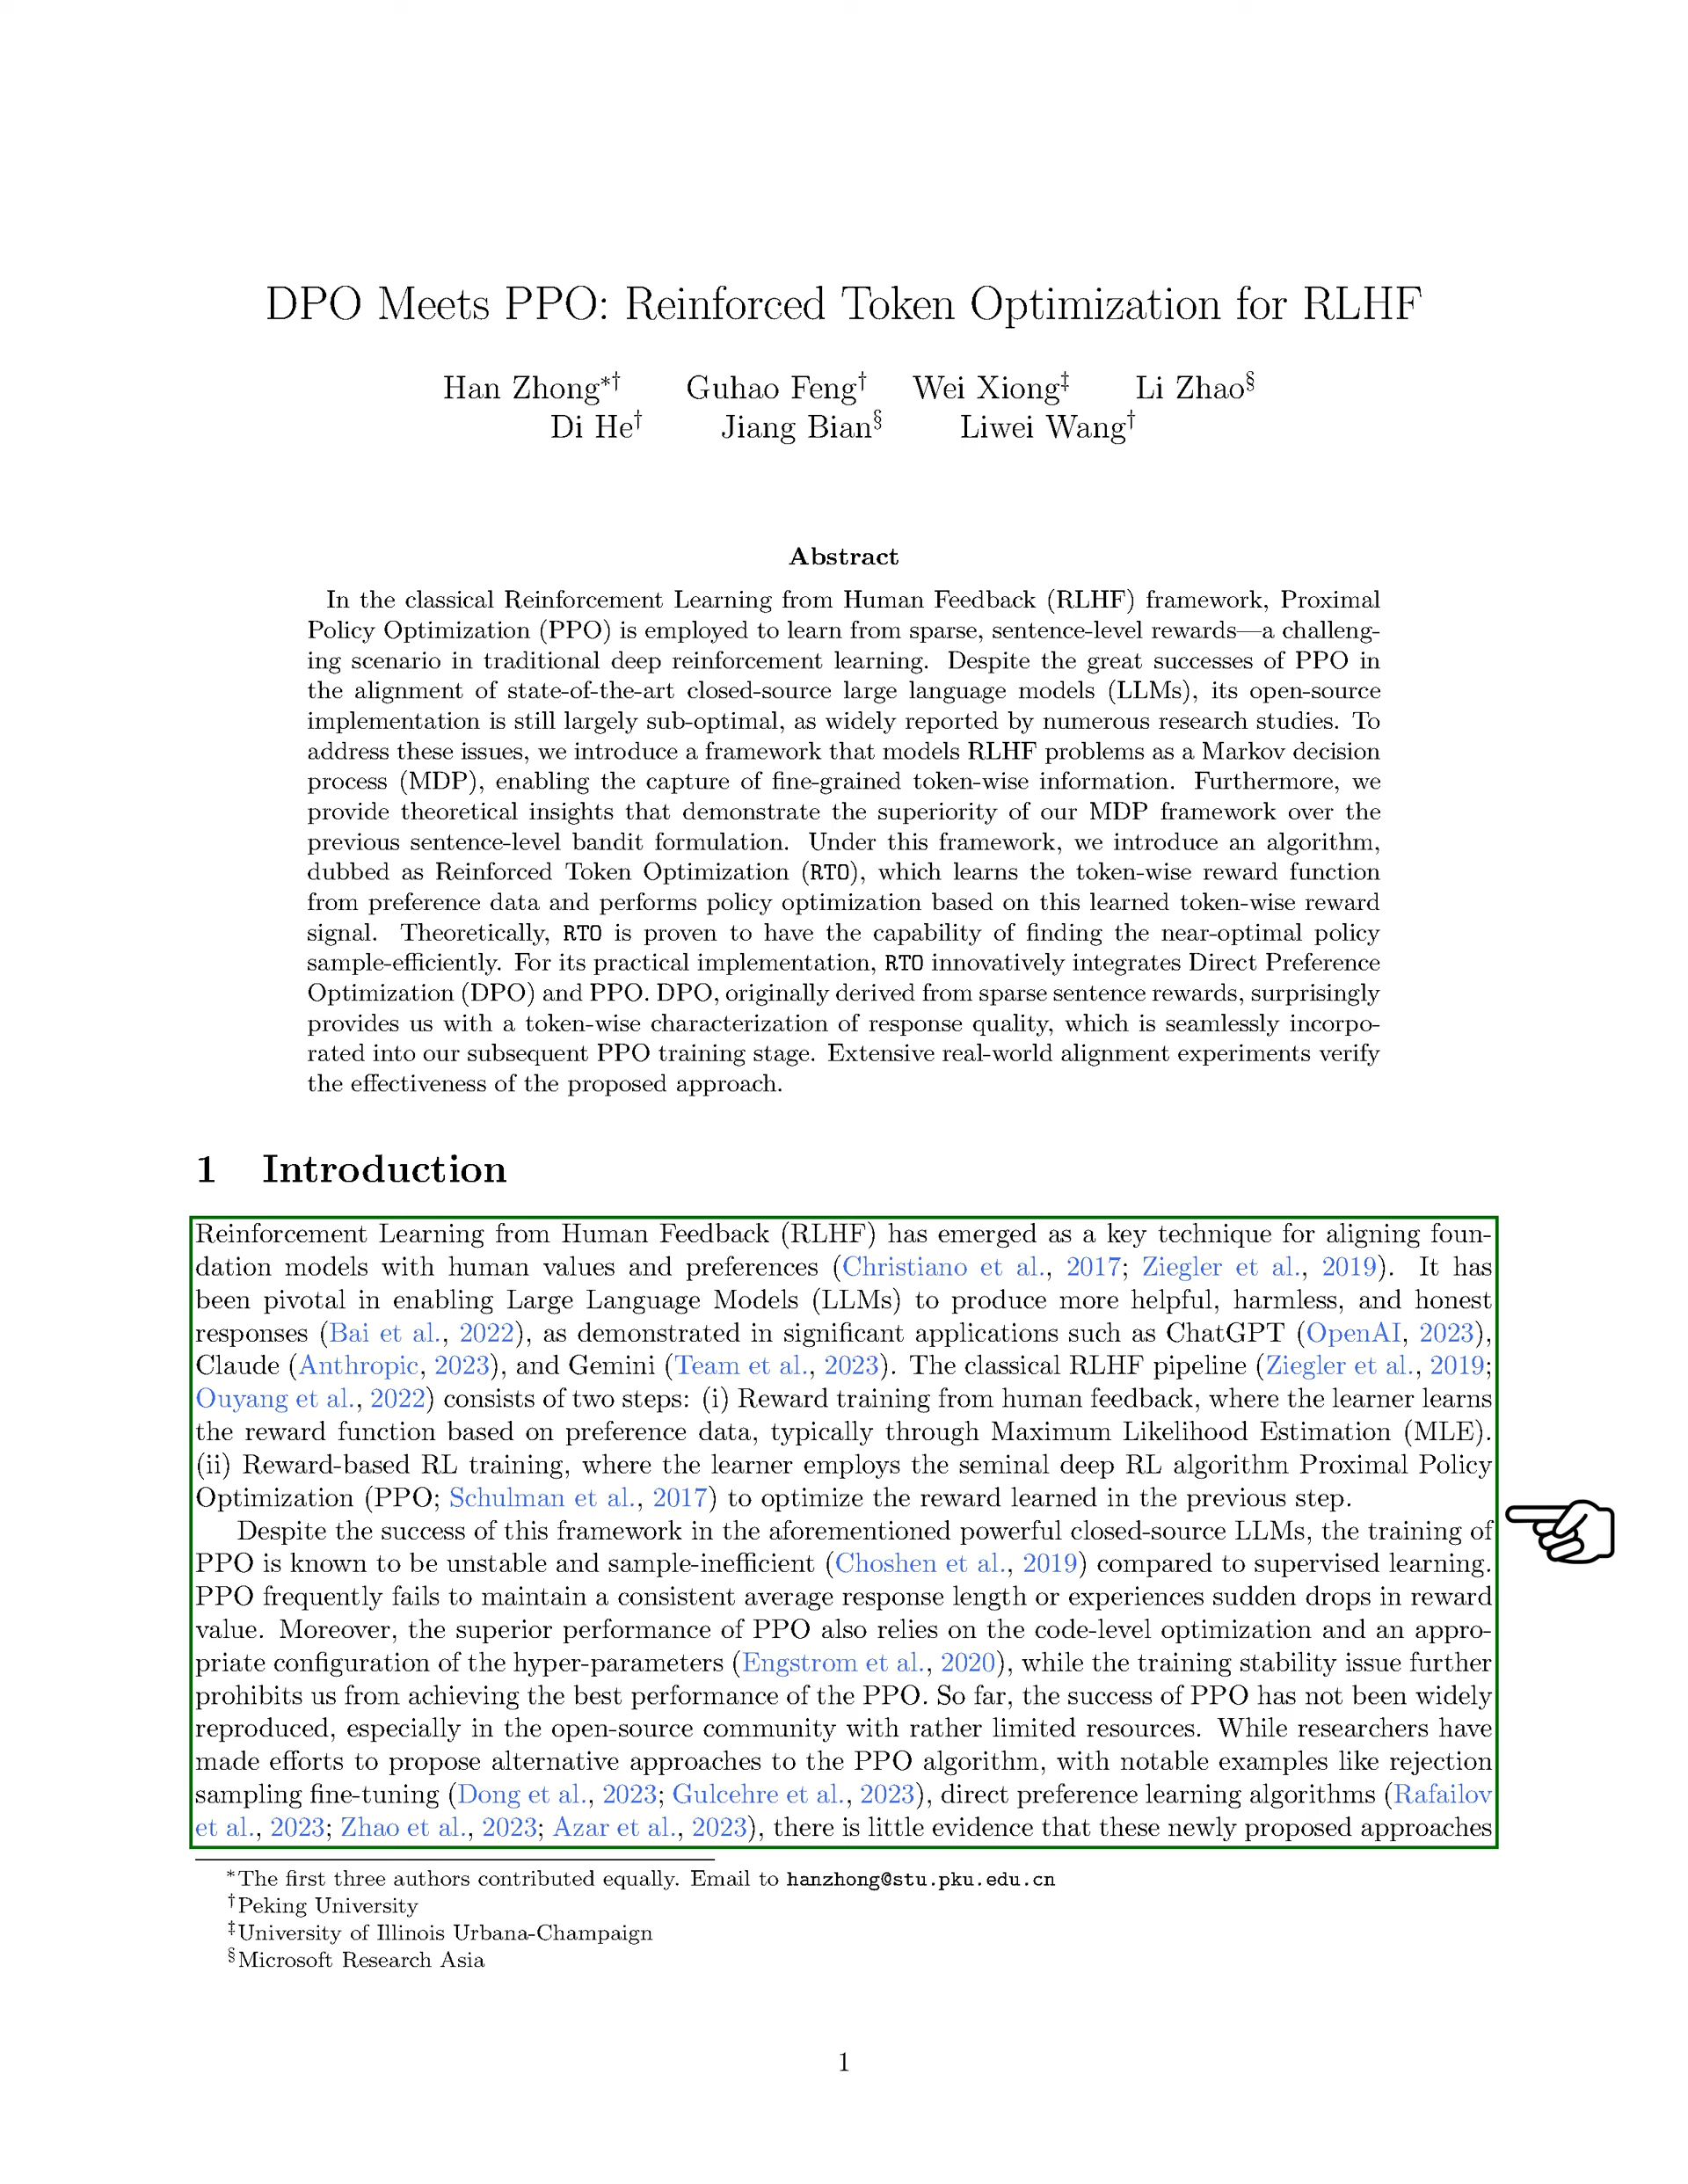 DPO Meets PPO: Reinforced Token Optimization for RLHF
Han Zhong*† Guhao Feng† Wei Xiong‡ Li Zhao§
Di He† Jiang Bian§ Liwei Wang†
Abstract
In the classical Reinforcement Learning from Human Feedback (RLHF) framework, Proximal
Policy Optimization (PPO) is employed to learn from sparse, sentence-level rewards—a challeng-
ing scenario in traditional deep reinforcement learning. Despite the great successes of PPO in
the alignment of state-of-the-art closed-source large language models (LLMs), its open-source
implementation is still largely sub-optimal, as widely reported by numerous research studies. To
address these issues, we introduce a framework that models RLHF problems as a Markov decision
process (MDP), enabling the capture of fine-grained token-wise information. Furthermore, we
provide theoretical insights that demonstrate the superiority of our MDP framework over the
previous sentence-level bandit formulation. Under this framework, we introduce an algorithm,
dubbed as Reinforced Token Optimization (RTO), which learns the token-wise reward function
from preference data and performs policy optimization based on this learned token-wise reward
signal. Theoretically, RTO is proven to have the capability of finding the near-optimal policy
sample-efficiently. For its practical implementation, RTO innovatively integrates Direct Preference
Optimization (DPO) and PPO. DPO, originally derived from sparse sentence rewards, surprisingly
provides us with a token-wise characterization of response quality, which is seamlessly incorpo-
rated into our subsequent PPO training stage. Extensive real-world alignment experiments verify
the effectiveness of the proposed approach.
1 Introduction
Reinforcement Learning from Human Feedback (RLHF) has emerged as a key technique for aligning foun-
dation models with human values and preferences (Christiano et al., 2017; Ziegler et al., 2019). It has
been pivotal in enabling Large Language Models (LLMs) to produce more helpful, harmless, and honest
responses (Bai et al., 2022), as demonstrated in significant applications such as ChatGPT (OpenAI, 2023),
Claude (Anthropic, 2023), and Gemini (Team et al., 2023). The classical RLHF pipeline (Ziegler et al., 2019;
Ouyang et al., 2022) consists of two steps: (i) Reward training from human feedback, where the learner learns
the reward function based on preference data, typically through Maximum Likelihood Estimation (MLE).
(ii) Reward-based RL training, where the learner employs the seminal deep RL algorithm Proximal Policy
Optimization (PPO; Schulman et al., 2017) to optimize the reward learned in the previous step.
Despite the success of this framework in the aforementioned powerful closed-source LLMs, the training of
PPO is known to be unstable and sample-inefficient (Choshen et al., 2019) compared to supervised learning.
PPO frequently fails to maintain a consistent average response length or experiences sudden drops in reward
value. Moreover, the superior performance of PPO also relies on the code-level optimization and an appro-
priate configuration of the hyper-parameters (Engstrom et al., 2020), while the training stability issue further
prohibits us from achieving the best performance of the PPO. So far, the success of PPO has not been widely
reproduced, especially in the open-source community with rather limited resources. While researchers have
made efforts to propose alternative approaches to the PPO algorithm, with notable examples like rejection
sampling fine-tuning (Dong et al., 2023; Gulcehre et al., 2023), direct preference learning algorithms (Rafailov
et al., 2023; Zhao et al., 2023; Azar et al., 2023), there is little evidence that these newly proposed approaches
*The first three authors contributed equally. Email to hanzhong@stu.pku.edu.cn
†Peking University
‡University of Illinois Urbana-Champaign
§Microsoft Research Asia
1